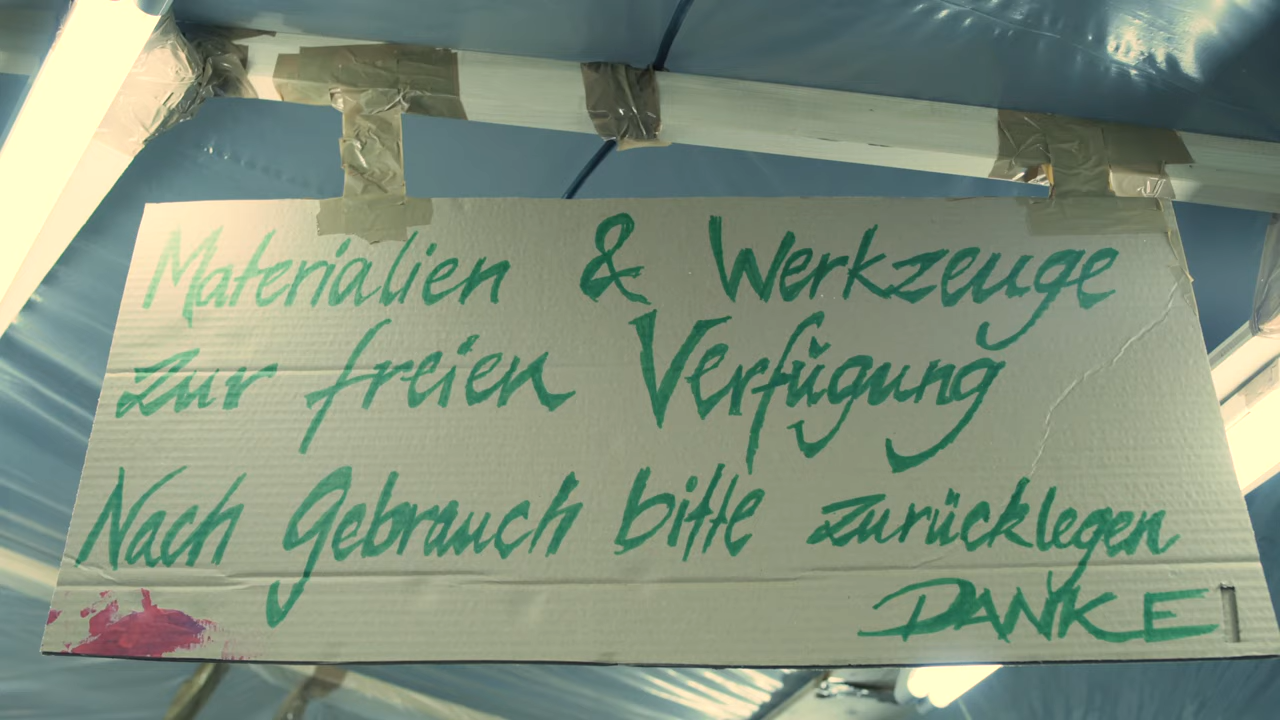 Materialien & Werkzeuge
zur freien Verfügung
Nach Gebrauch bitte zurücklegen
DANKE